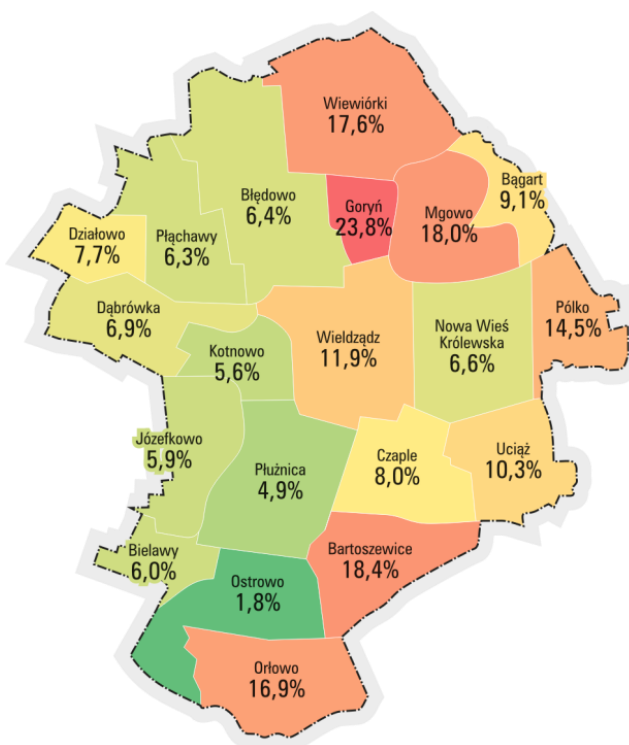 Wiewiórki
17,6%
Bągart
9,1%
Błędowo
6,4%
Goryń
23,8%
Mgowo
18,0%
Działowo
7,7%
Płąchawy
6,3%
Dąbrówka
6,9%
Pólko
14,5%
Wieldządz
11,9%
Nowa Wieś
Królewska
6,6%
Kotnowo
5,6%
Józefkowo
5,9%
Płużnica
4,9%
Czaple
8,0%
Uciąż
10,3%
Bielawy
6,0%
Bartoszewice
18,4%
Ostrowo
1,8%
Orłowo
16,9%